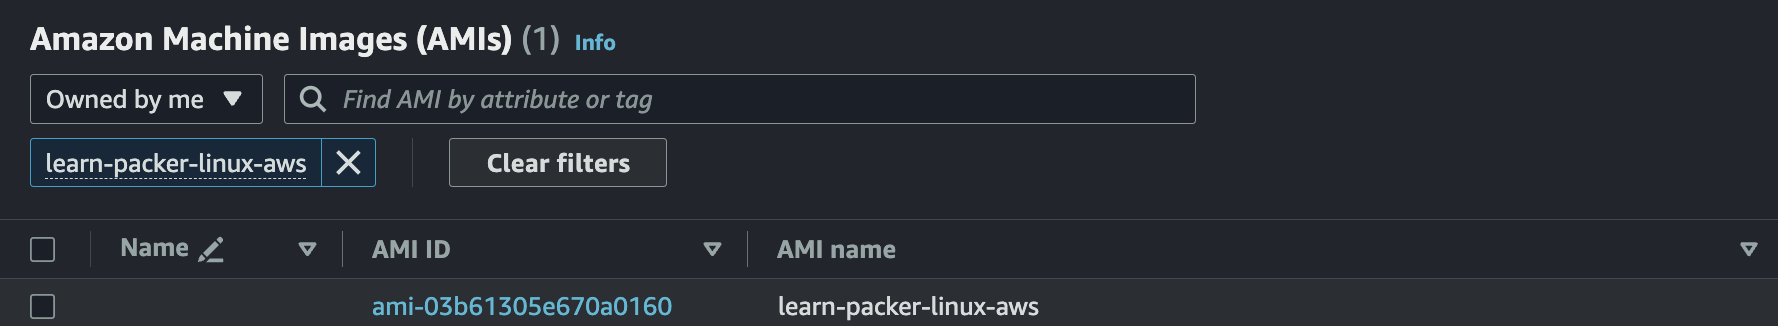 Amazon Machine Images (AMIs) (1) Info
Owned by me Find AMI by attribute or tag
learn-packer-linux-aws Clear filters
Name AMI ID AMI name
ami-03b61305e670a0160 learn-packer-linux-aws